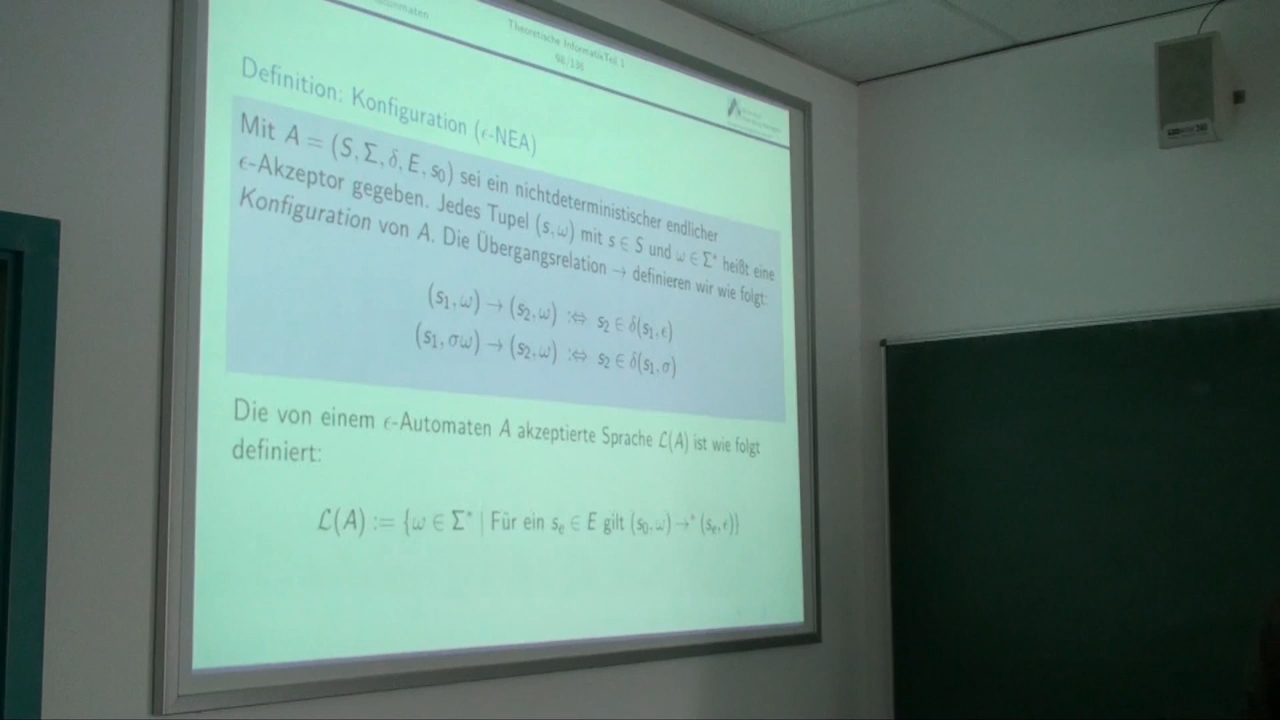 Theoretische Informatik Teil 1
98/136
Definition: Konfiguration (ϵ-NEA)
Mit A = (S, Σ, δ, E, s₀) sei ein nichtdeterministischer endlicher
ϵ-Akzeptor gegeben. Jedes Tupel (s, ω) mit s ∈ S und ω ∈ Σ* heißt eine
Konfiguration von A. Die Übergangsrelation → definieren wir wie folgt:
(s₁, ω) → (s₂, ω) :⇔ s₂ ∈ δ(s₁, ϵ)
(s₁, σω) → (s₂, ω) :⇔ s₂ ∈ δ(s₁, σ)
Die von einem ϵ-Automaten A akzeptierte Sprache ℒ(A) ist wie folgt
definiert:
ℒ(A) := {ω ∈ Σ* | Für ein sₑ ∈ E gilt (s₀, ω) →* (sₑ, ϵ)}